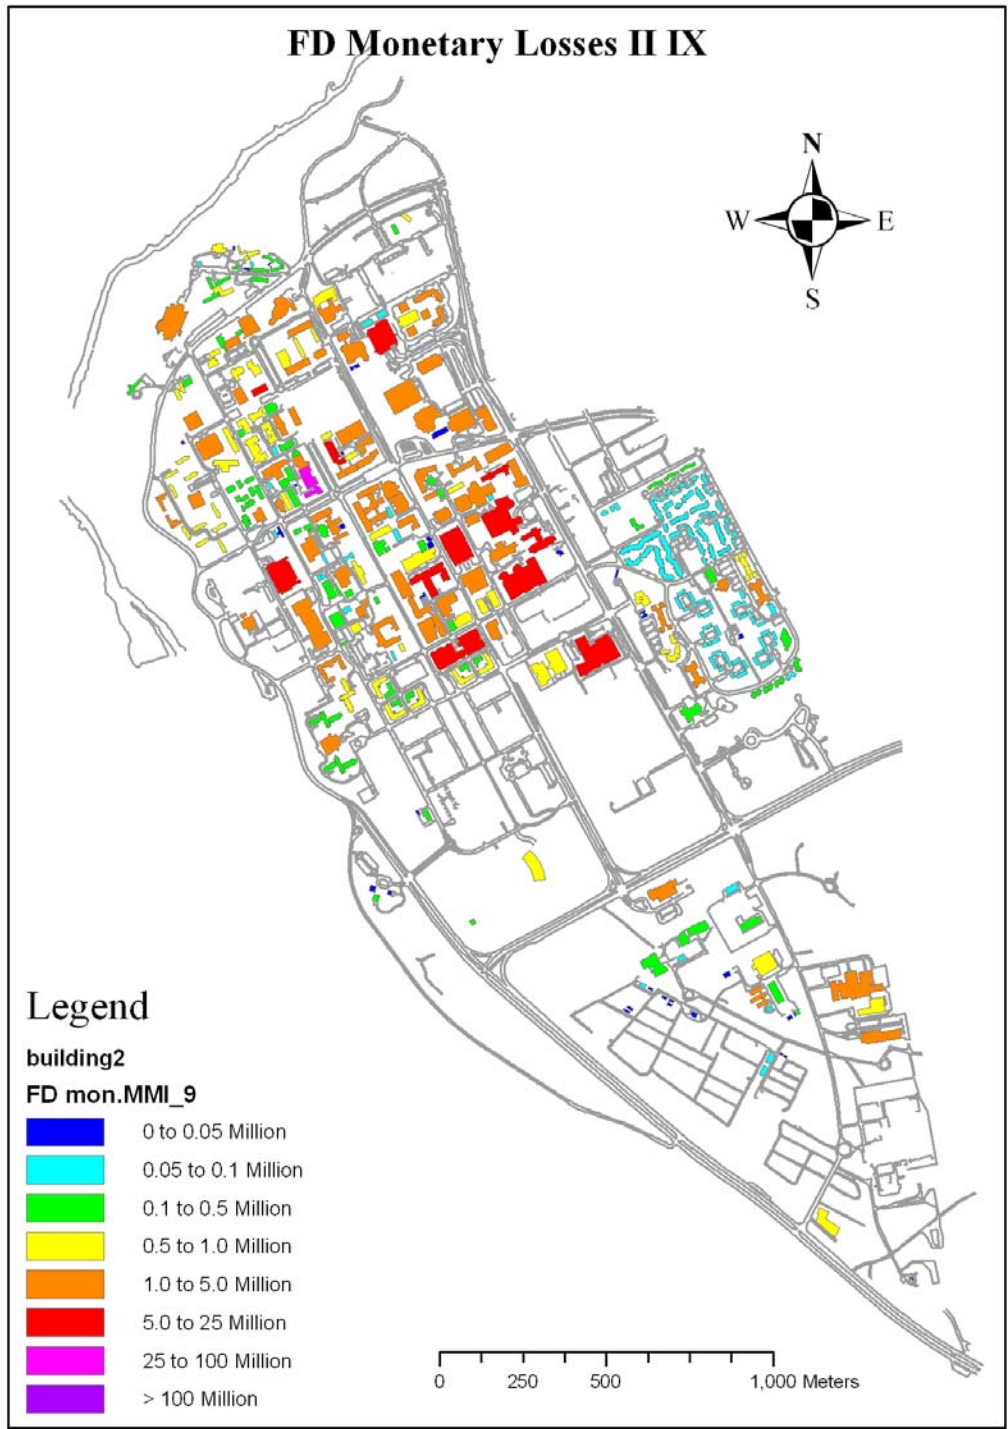 FD Monetary Losses II IX
N
W
E
S
Legend
building2
FD mon.MMI_9
0 to 0.05 Million
0.05 to 0.1 Million
0.1 to 0.5 Million
0.5 to 1.0 Million
1.0 to 5.0 Million
5.0 to 25 Million
25 to 100 Million
> 100 Million
0 250 500 1,000 Meters